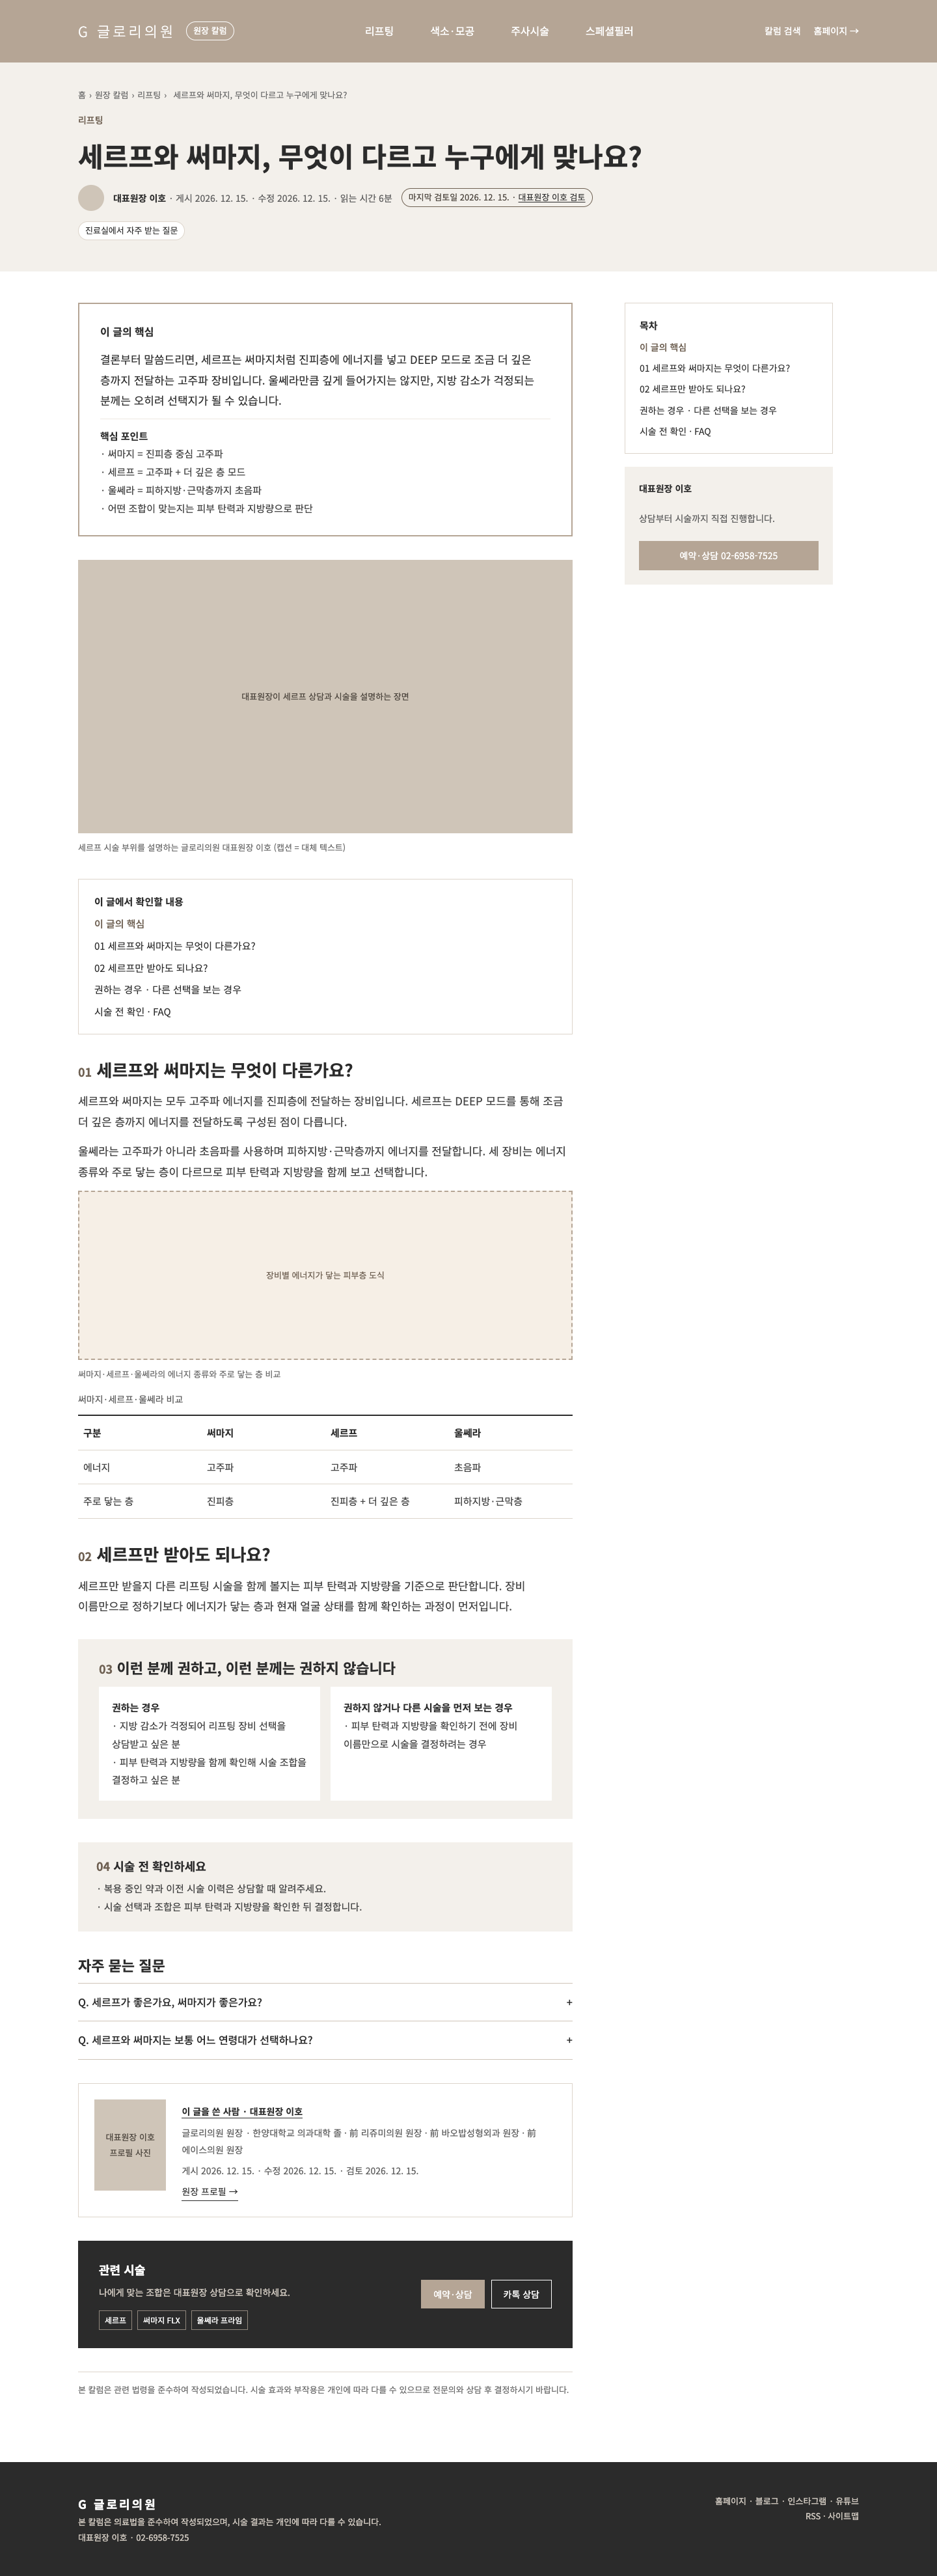 G 글로리의원
원장 칼럼
리프팅
색소·모공
주사시술
스페셜필러
칼럼 검색
홈페이지 →
홈 › 원장 칼럼 › 리프팅 › 세르프와 써마지, 무엇이 다르고 누구에게 맞나요?
리프팅
세르프와 써마지, 무엇이 다르고 누구에게 맞나요?
대표원장 이호 · 게시 2026. 12. 15. · 수정 2026. 12. 15. · 읽는 시간 6분
마지막 검토일 2026. 12. 15. · 대표원장 이호 검토
진료실에서 자주 받는 질문
이 글의 핵심
결론부터 말씀드리면, 세르프는 써마지처럼 진피층에 에너지를 넣고 DEEP 모드로 조금 더 깊은
층까지 전달하는 고주파 장비입니다. 울쎄라만큼 깊게 들어가지는 않지만, 지방 감소가 걱정되는
분께는 오히려 선택지가 될 수 있습니다.
핵심 포인트
· 써마지 = 진피층 중심 고주파
· 세르프 = 고주파 + 더 깊은 층 모드
· 울쎄라 = 피하지방·근막층까지 초음파
· 어떤 조합이 맞는지는 피부 탄력과 지방량으로 판단
목차
이 글의 핵심
01 세르프와 써마지는 무엇이 다른가요?
02 세르프만 받아도 되나요?
권하는 경우 · 다른 선택을 보는 경우
시술 전 확인 · FAQ
대표원장 이호
상담부터 시술까지 직접 진행합니다.
예약·상담 02-6958-7525
대표원장이 세르프 상담과 시술을 설명하는 장면
세르프 시술 부위를 설명하는 글로리의원 대표원장 이호 (캡션 = 대체 텍스트)
이 글에서 확인할 내용
이 글의 핵심
01 세르프와 써마지는 무엇이 다른가요?
02 세르프만 받아도 되나요?
권하는 경우 · 다른 선택을 보는 경우
시술 전 확인 · FAQ
01 세르프와 써마지는 무엇이 다른가요?
세르프와 써마지는 모두 고주파 에너지를 진피층에 전달하는 장비입니다. 세르프는 DEEP 모드를 통해 조금
더 깊은 층까지 에너지를 전달하도록 구성된 점이 다릅니다.
울쎄라는 고주파가 아니라 초음파를 사용하며 피하지방·근막층까지 에너지를 전달합니다. 세 장비는 에너지
종류와 주로 닿는 층이 다르므로 피부 탄력과 지방량을 함께 보고 선택합니다.
장비별 에너지가 닿는 피부층 도식
써마지·세르프·울쎄라의 에너지 종류와 주로 닿는 층 비교
써마지·세르프·울쎄라 비교
구분 써마지 세르프 울쎄라
에너지 고주파 고주파 초음파
주로 닿는 층 진피층 진피층 + 더 깊은 층 피하지방·근막층
02 세르프만 받아도 되나요?
세르프만 받을지 다른 리프팅 시술을 함께 볼지는 피부 탄력과 지방량을 기준으로 판단합니다. 장비
이름만으로 정하기보다 에너지가 닿는 층과 현재 얼굴 상태를 함께 확인하는 과정이 먼저입니다.
03 이런 분께 권하고, 이런 분께는 권하지 않습니다
권하는 경우
· 지방 감소가 걱정되어 리프팅 장비 선택을
상담받고 싶은 분
· 피부 탄력과 지방량을 함께 확인해 시술 조합을
결정하고 싶은 분
권하지 않거나 다른 시술을 먼저 보는 경우
· 피부 탄력과 지방량을 확인하기 전에 장비
이름만으로 시술을 결정하려는 경우
04 시술 전 확인하세요
· 복용 중인 약과 이전 시술 이력은 상담할 때 알려주세요.
· 시술 선택과 조합은 피부 탄력과 지방량을 확인한 뒤 결정합니다.
자주 묻는 질문
Q. 세르프가 좋은가요, 써마지가 좋은가요? +
Q. 세르프와 써마지는 보통 어느 연령대가 선택하나요? +
대표원장 이호
프로필 사진
이 글을 쓴 사람 · 대표원장 이호
글로리의원 원장 · 한양대학교 의과대학 졸 · 前 리쥬미의원 원장 · 前 바오밥성형외과 원장 · 前
에이스의원 원장
게시 2026. 12. 15. · 수정 2026. 12. 15. · 검토 2026. 12. 15.
원장 프로필 →
관련 시술
나에게 맞는 조합은 대표원장 상담으로 확인하세요.
세르프
써마지 FLX
울쎄라 프라임
예약·상담
카톡 상담
본 칼럼은 관련 법령을 준수하여 작성되었습니다. 시술 효과와 부작용은 개인에 따라 다를 수 있으므로 전문의와 상담 후 결정하시기 바랍니다.
G 글로리의원
본 칼럼은 의료법을 준수하여 작성되었으며, 시술 결과는 개인에 따라 다를 수 있습니다.
대표원장 이호 · 02-6958-7525
홈페이지 · 블로그 · 인스타그램 · 유튜브
RSS · 사이트맵